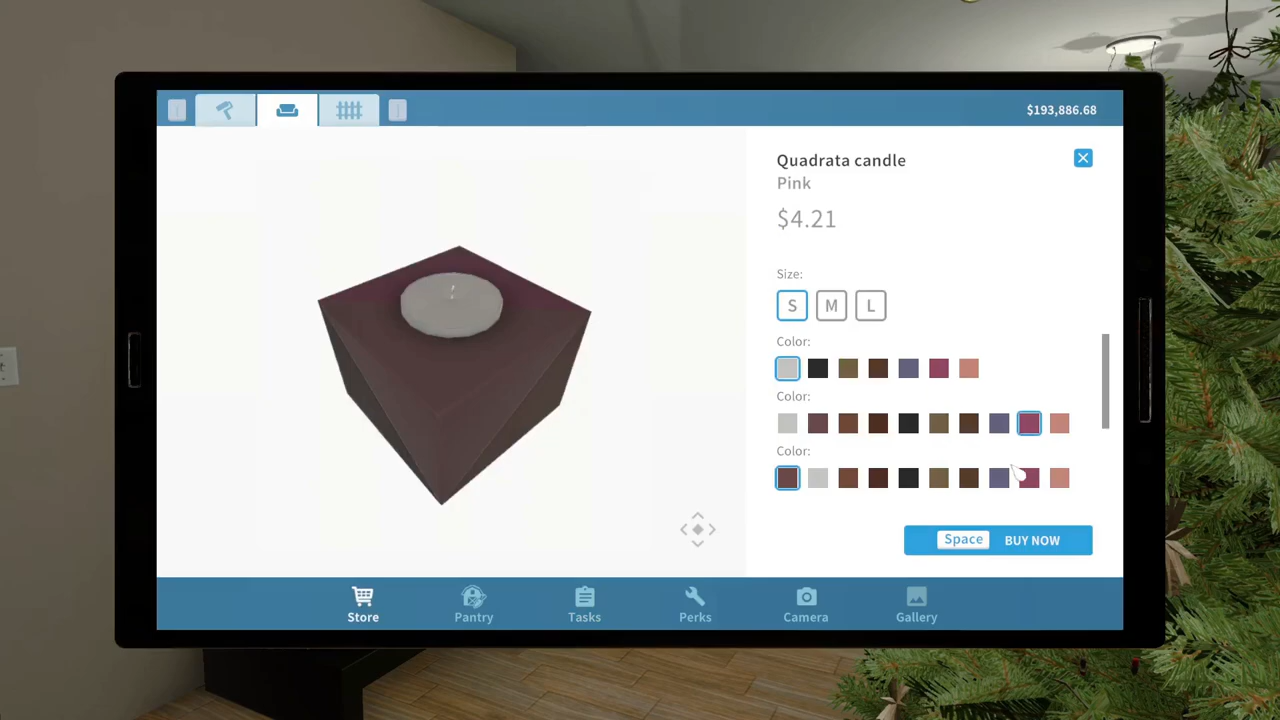 $193,886.68
Quadrata candle
Pink
$4.21
Size:
S M L
Color:
Color:
Color:
Space BUY NOW
Store Pantry Tasks Perks Camera Gallery